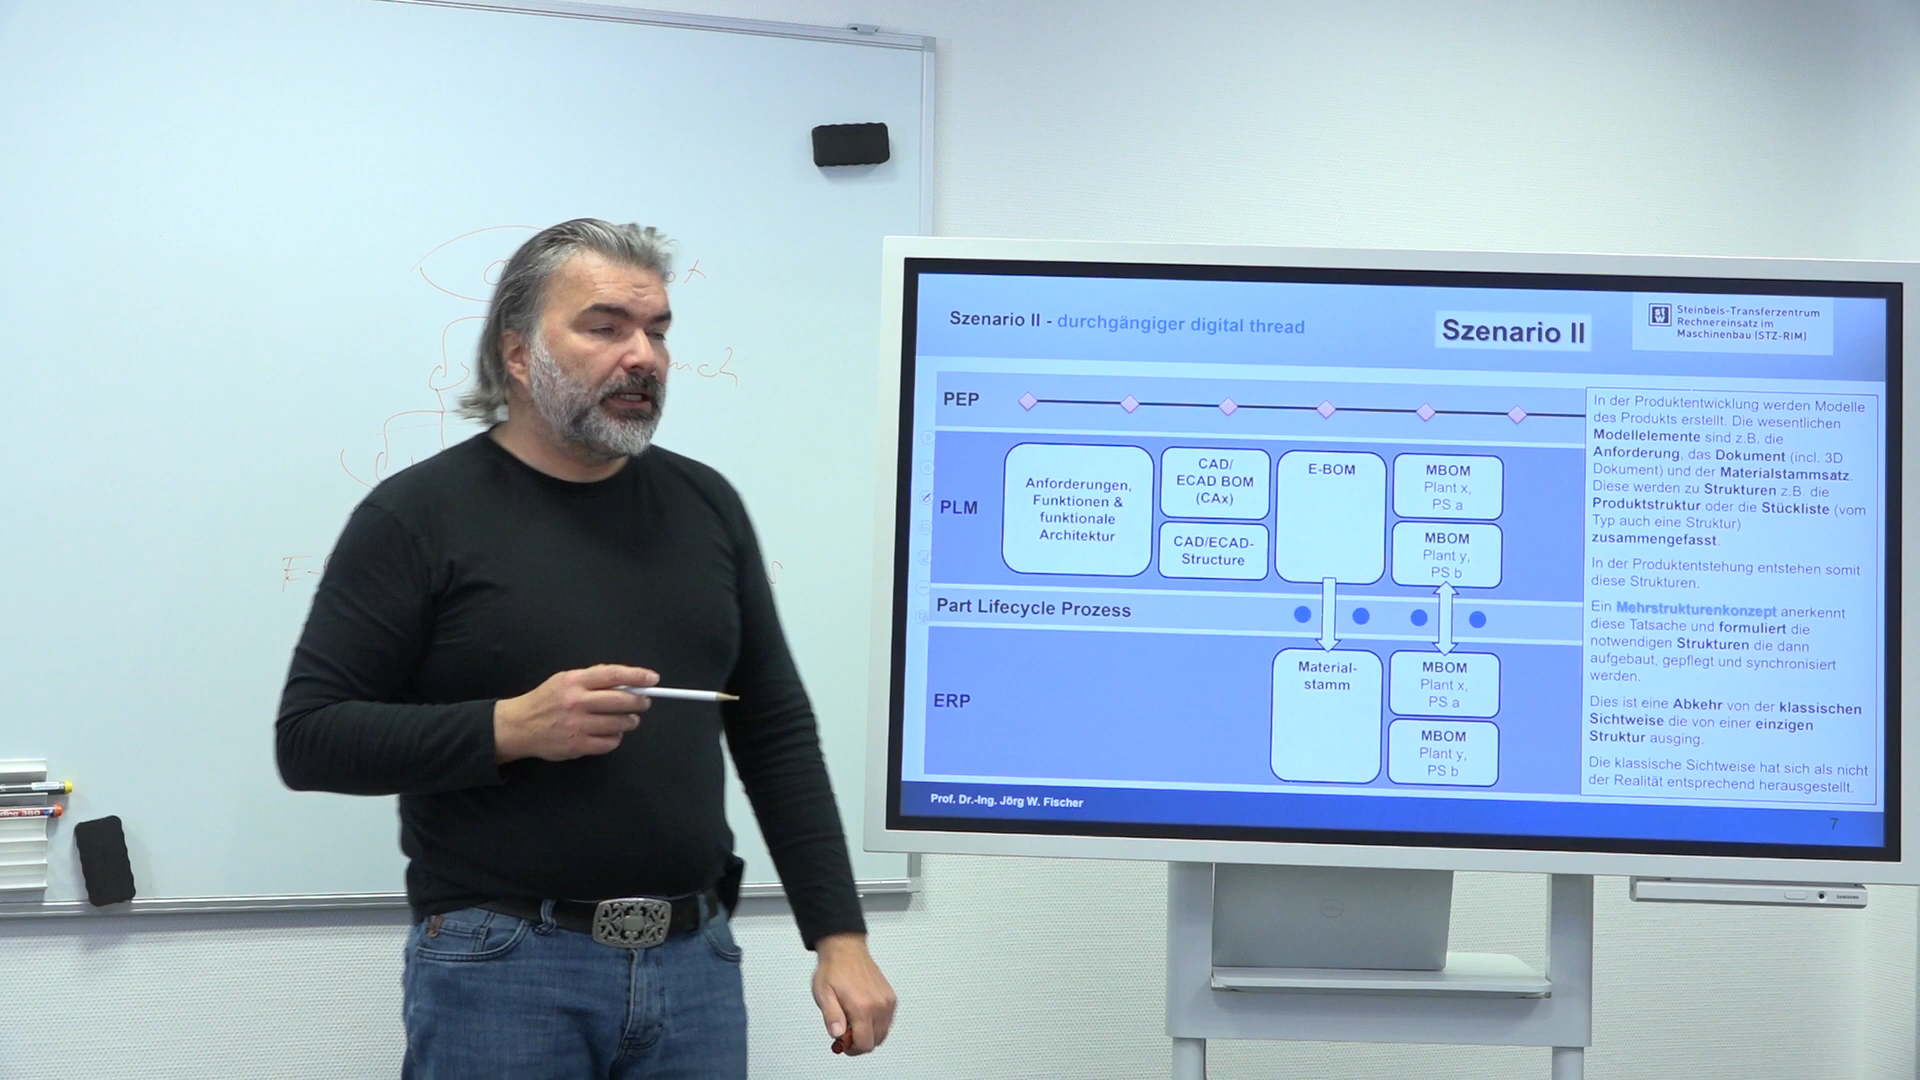 Szenario II - durchgängiger digital thread
Szenario II
Steinbeis-Transferzentrum
Rechnereinsatz im
Maschinenbau (STZ-RIM)
PEP
PLM
Anforderungen,
Funktionen &
funktionale
Architektur
CAD/
ECAD BOM
(CAx)
CAD/ECAD-
Structure
E-BOM
MBOM
Plant x,
PS a
MBOM
Plant y,
PS b
Part Lifecycle Prozess
ERP
Material-
stamm
MBOM
Plant x,
PS a
MBOM
Plant y,
PS b
In der Produktentwicklung werden Modelle
des Produkts erstellt. Die wesentlichen
Modellelemente sind z.B. die
Anforderung, das Dokument (incl. 3D
Dokument) und der Materialstammsatz.
Diese werden zu Strukturen z.B. die
Produktstruktur oder die Stückliste (vom
Typ auch eine Struktur)
zusammengefasst.
In der Produktentstehung entstehen somit
diese Strukturen.
Ein Mehrstrukturenkonzept anerkennt
diese Tatsache und formuliert die
notwendigen Strukturen die dann
aufgebaut, gepflegt und synchronisiert
werden.
Dies ist eine Abkehr von der klassischen
Sichtweise die von einer einzigen
Struktur ausging.
Die klassische Sichtweise hat sich als nicht
der Realität entsprechend herausgestellt.
Prof. Dr.-Ing. Jörg W. Fischer
7
SAMSUNG